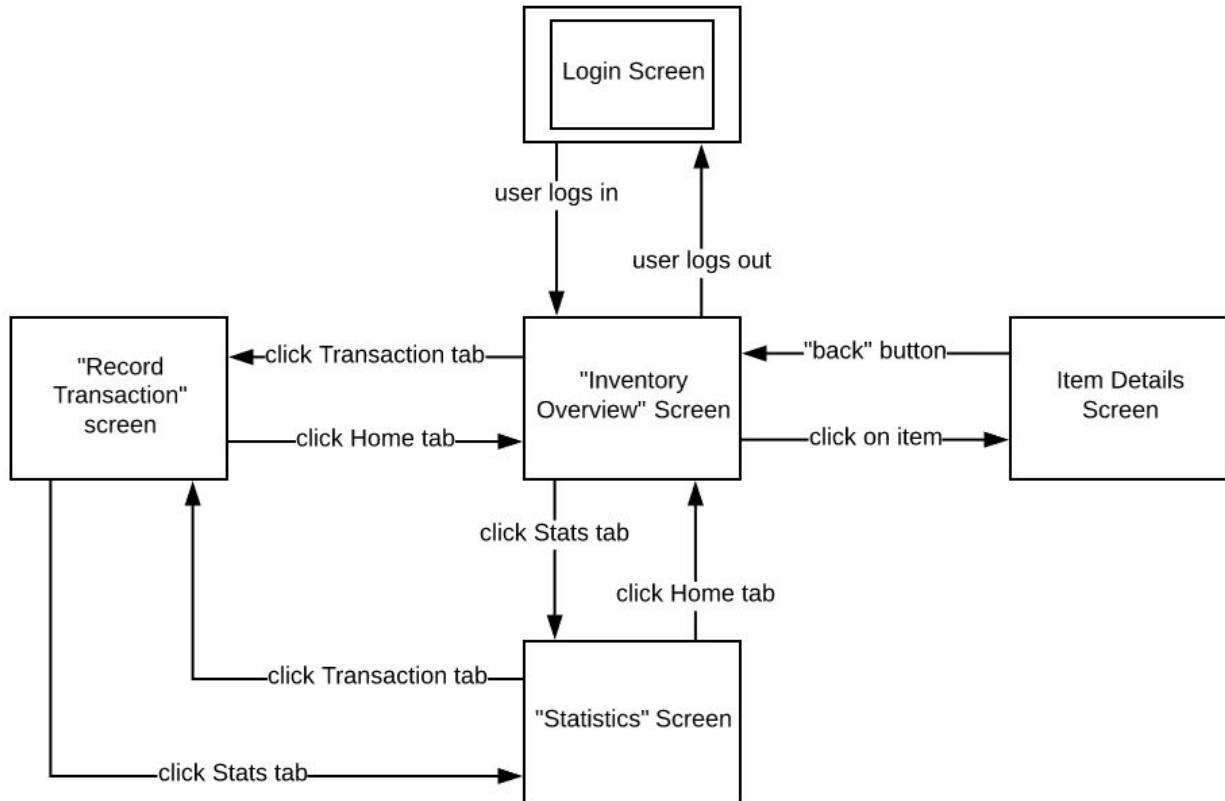 Login Screen
user logs in
user logs out
"Record
Transaction"
screen
click Transaction tab
click Home tab
"Inventory
Overview" Screen
"back" button
click on item
Item Details
Screen
click Stats tab
click Home tab
click Transaction tab
"Statistics" Screen
click Stats tab